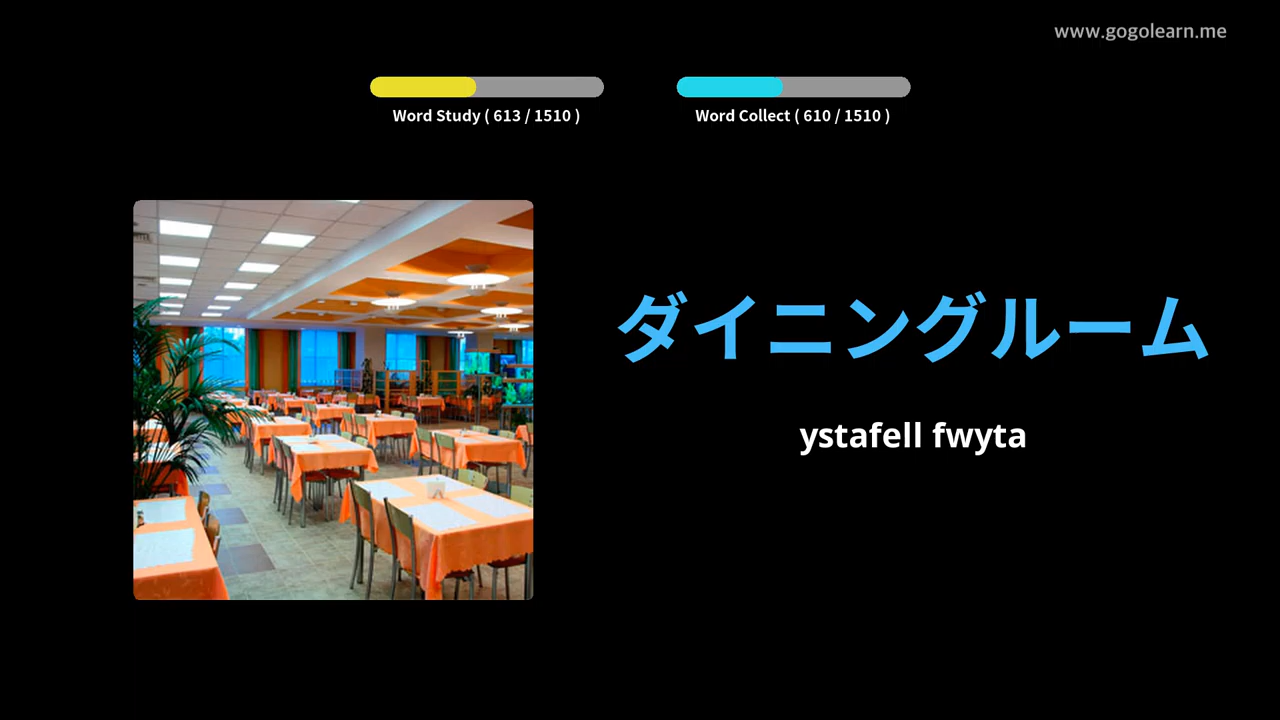 www.gogolearn.me
Word Study ( 613 / 1510 )
Word Collect ( 610 / 1510 )
ダイニングルーム
ystafell fwyta